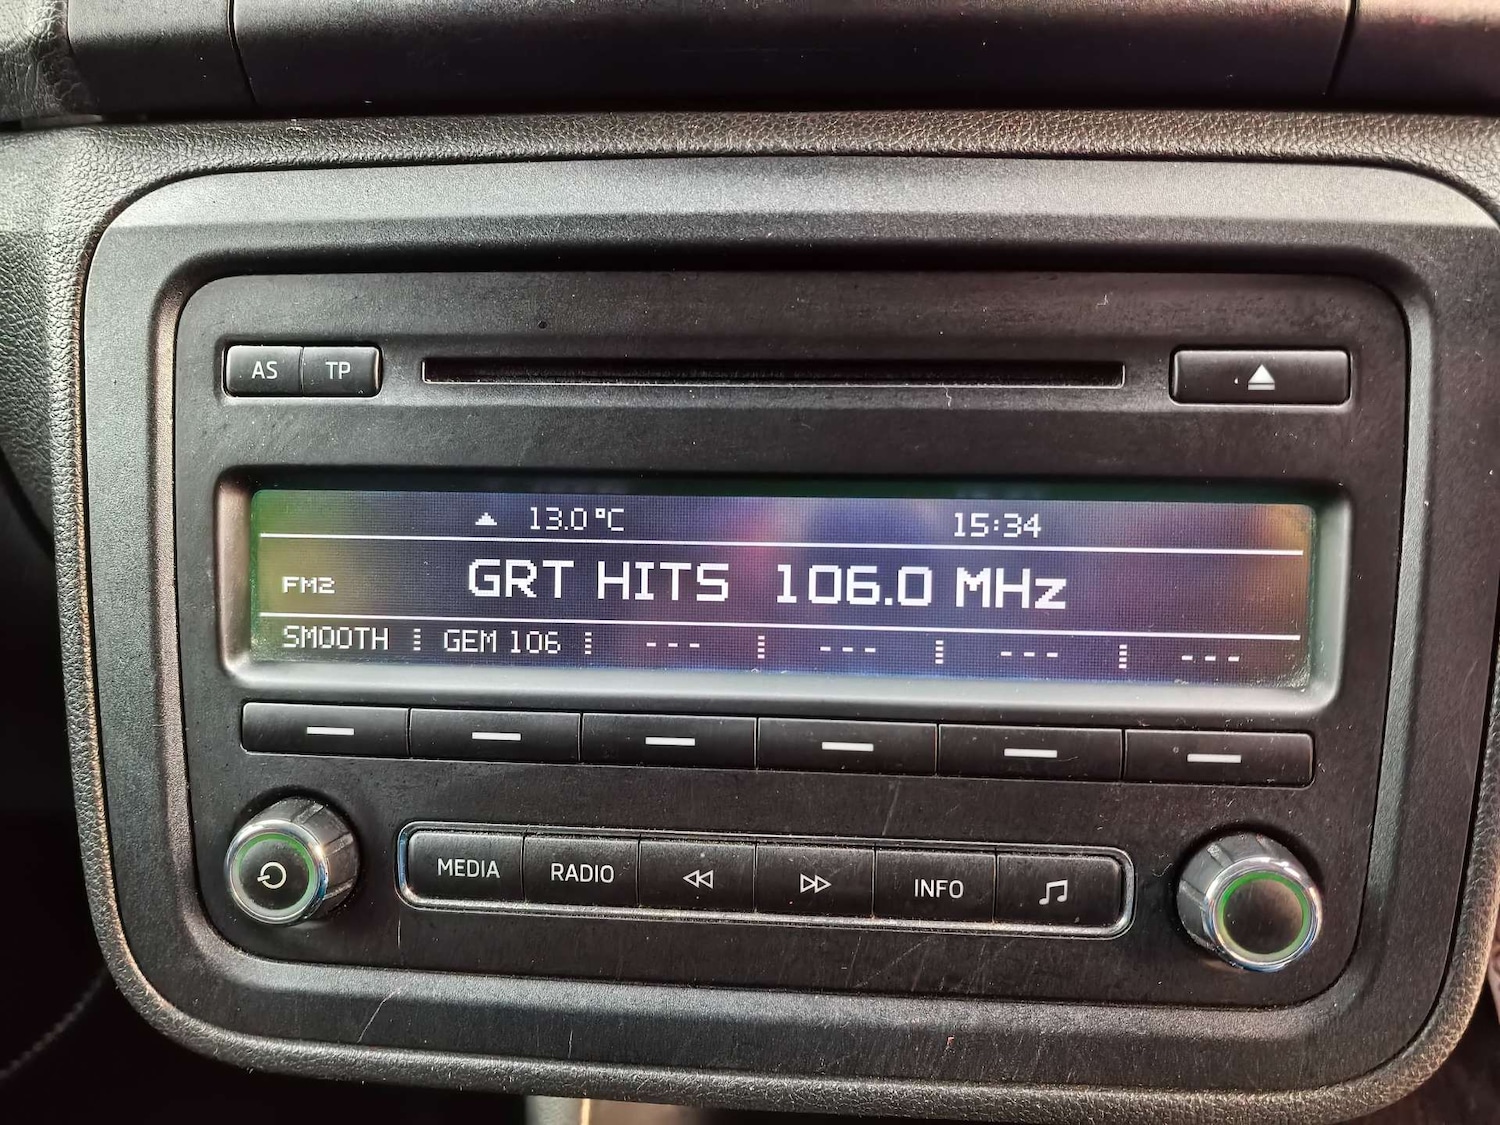 AS TP
13.0 °C 15:34
FM2 GRT HITS 106.0 MHz
SMOOTH GEM 106 --- --- --- ---
MEDIA RADIO INFO